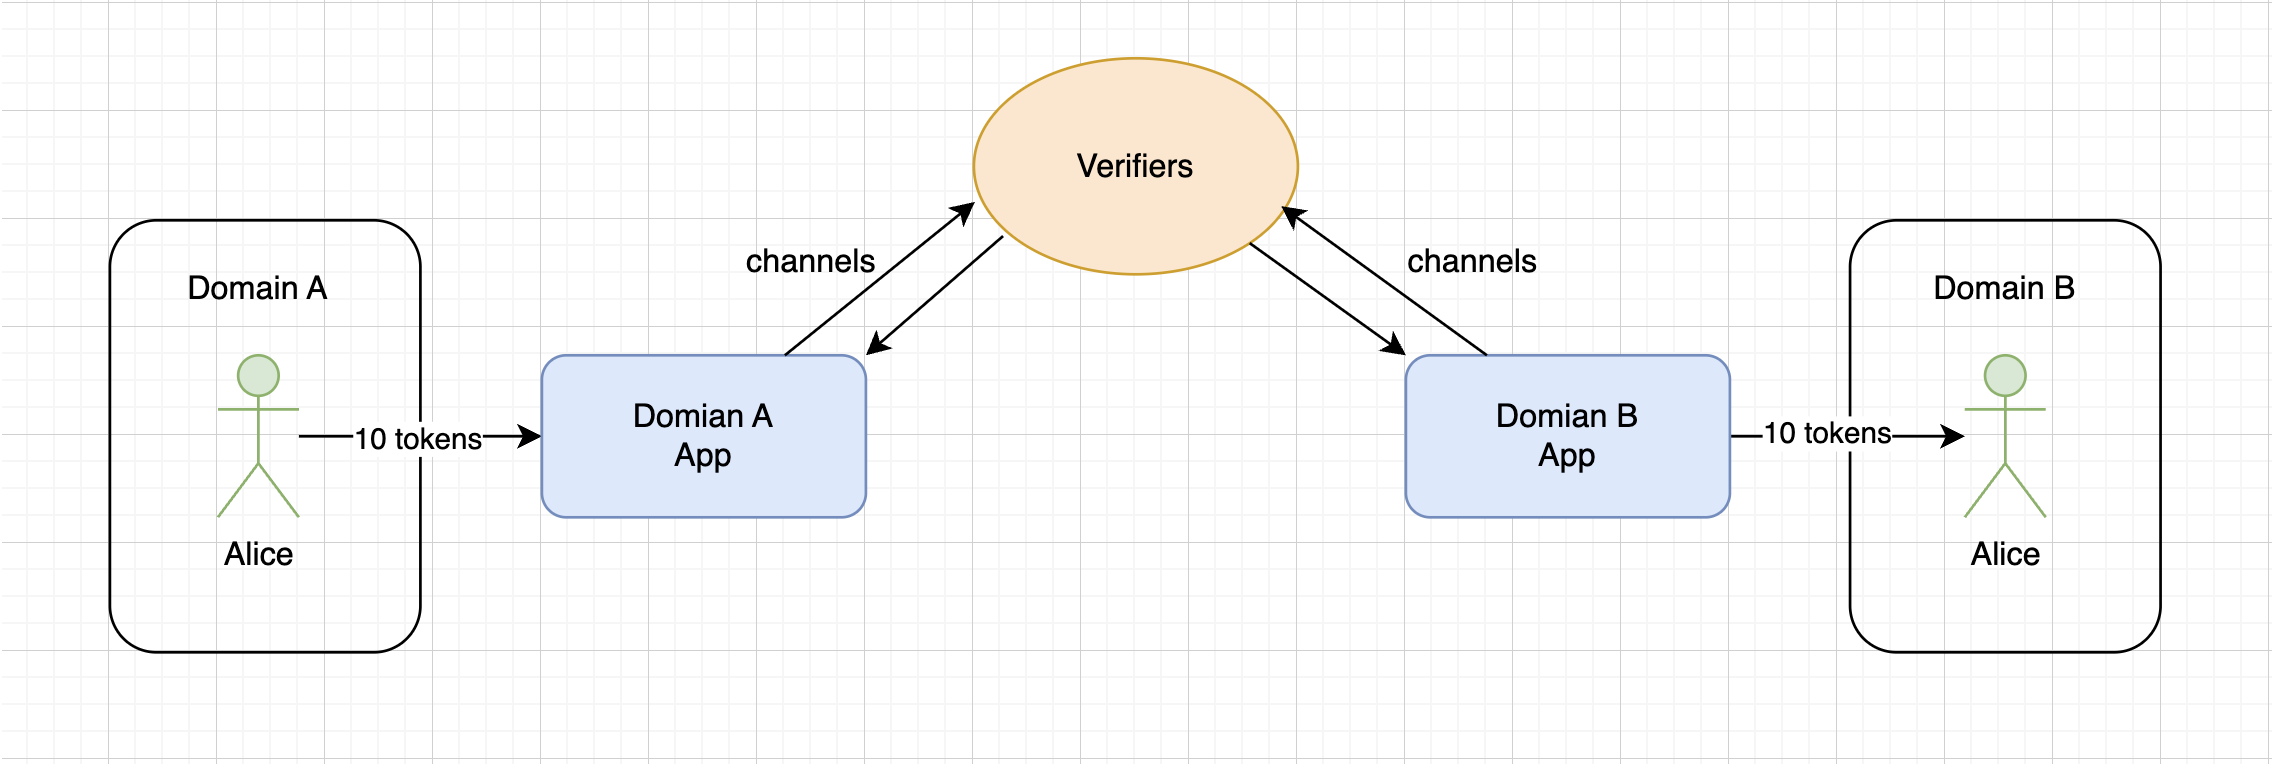 Verifiers
channels
channels
Domain A
Domain B
10 tokens
Domian A
App
Domian B
App
10 tokens
Alice
Alice